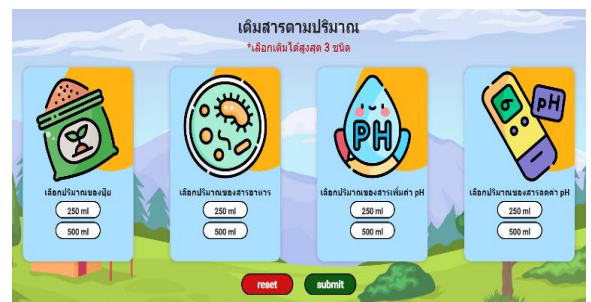 เติมสารตามปริมาณ
*เลือกเติมได้สูงสุด 3 ชนิด
PH
σ
pH
เลือกปริมาณของปุ๋ย
250 ml
500 ml
เลือกปริมาณของสารอาหาร
250 ml
500 ml
เลือกปริมาณของสารเพิ่มค่า pH
250 ml
500 ml
เลือกปริมาณของสารลดค่า pH
250 ml
500 ml
reset
submit